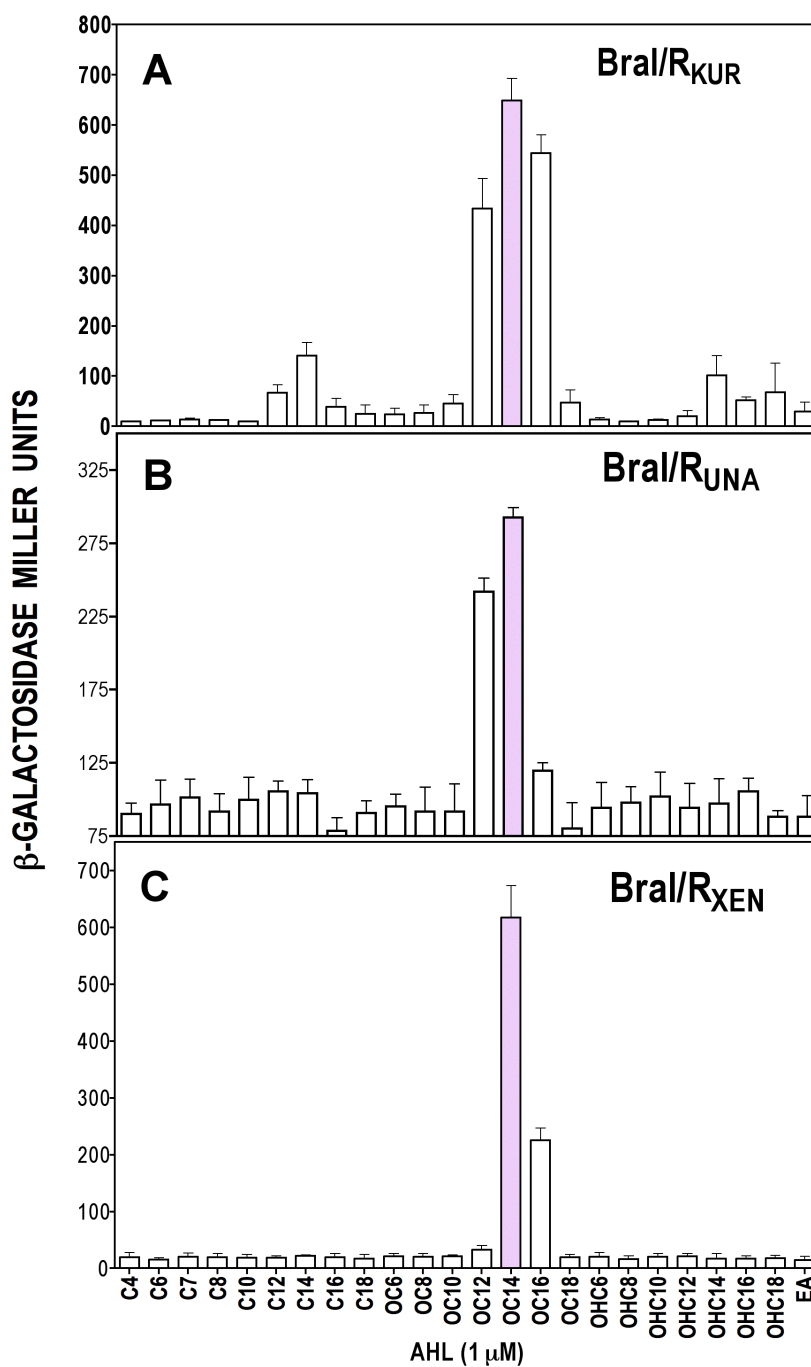 β-GALACTOSIDASE MILLER UNITS
A
BraI/RKUR
800
700
600
500
400
300
200
100
0
B
BraI/RUNA
325
275
225
175
125
75
C
BraI/RXEN
700
600
500
400
300
200
100
0
C4 C6 C7 C8 C10 C12 C14 C16 C18 OC6 OC8 OC10 OC12 OC14 OC16 OC18 OHC6 OHC8 OHC10 OHC12 OHC14 OHC16 OHC18 EA
AHL (1 µM)